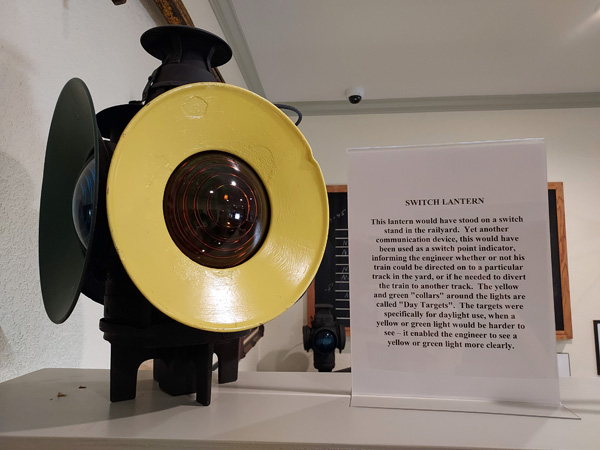 SWITCH LANTERN
This lantern would have stood on a switch
stand in the railyard.  Yet another
communication device, this would have
been used as a switch point indicator,
informing the engineer whether or not his
train could be directed on to a particular
track in the yard, or if he needed to divert
the train to another track.  The yellow
and green "collars" around the lights are
called "Day Targets".  The targets were
specifically for daylight use, when a
yellow or green light would be harder to
see – it enabled the engineer to see a
yellow or green light more clearly.